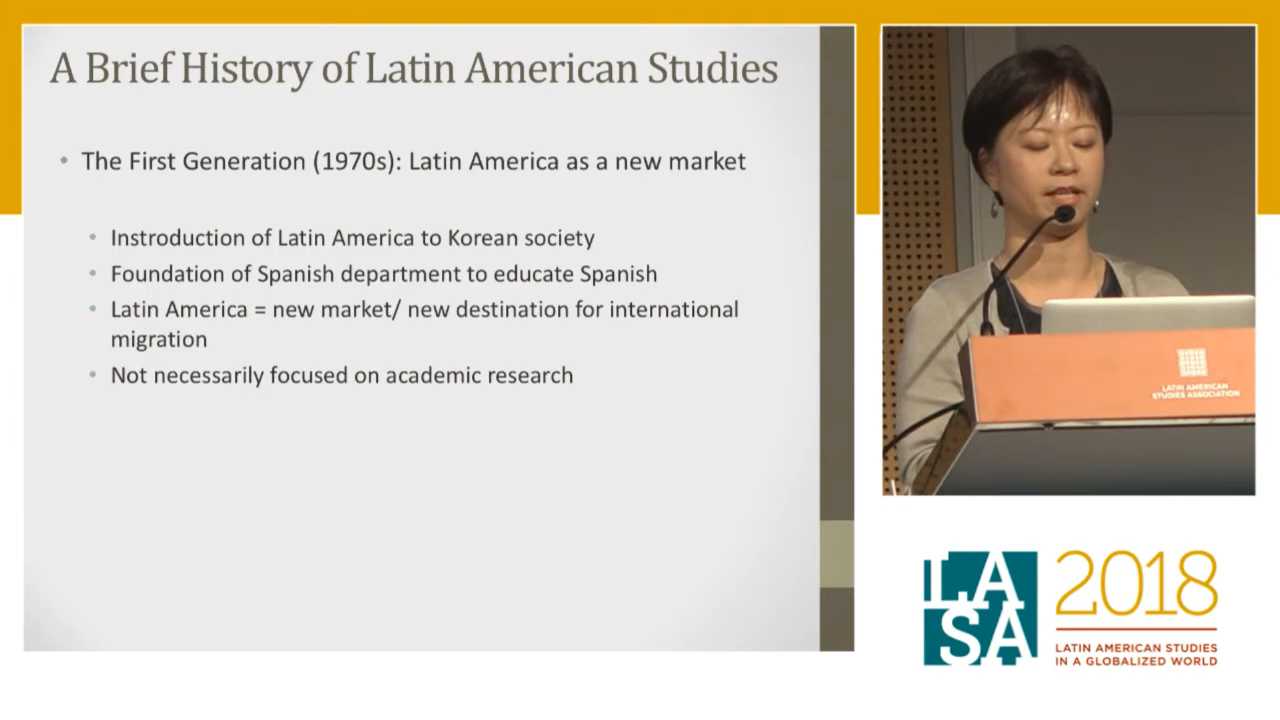 A Brief History of Latin American Studies
• The First Generation (1970s): Latin America as a new market
• Instroduction of Latin America to Korean society
• Foundation of Spanish department to educate Spanish
• Latin America = new market/ new destination for international
migration
• Not necessarily focused on academic research
LATIN AMERICAN
STUDIES ASSOCIATION
LA
SA
2018
LATIN AMERICAN STUDIES
IN A GLOBALIZED WORLD